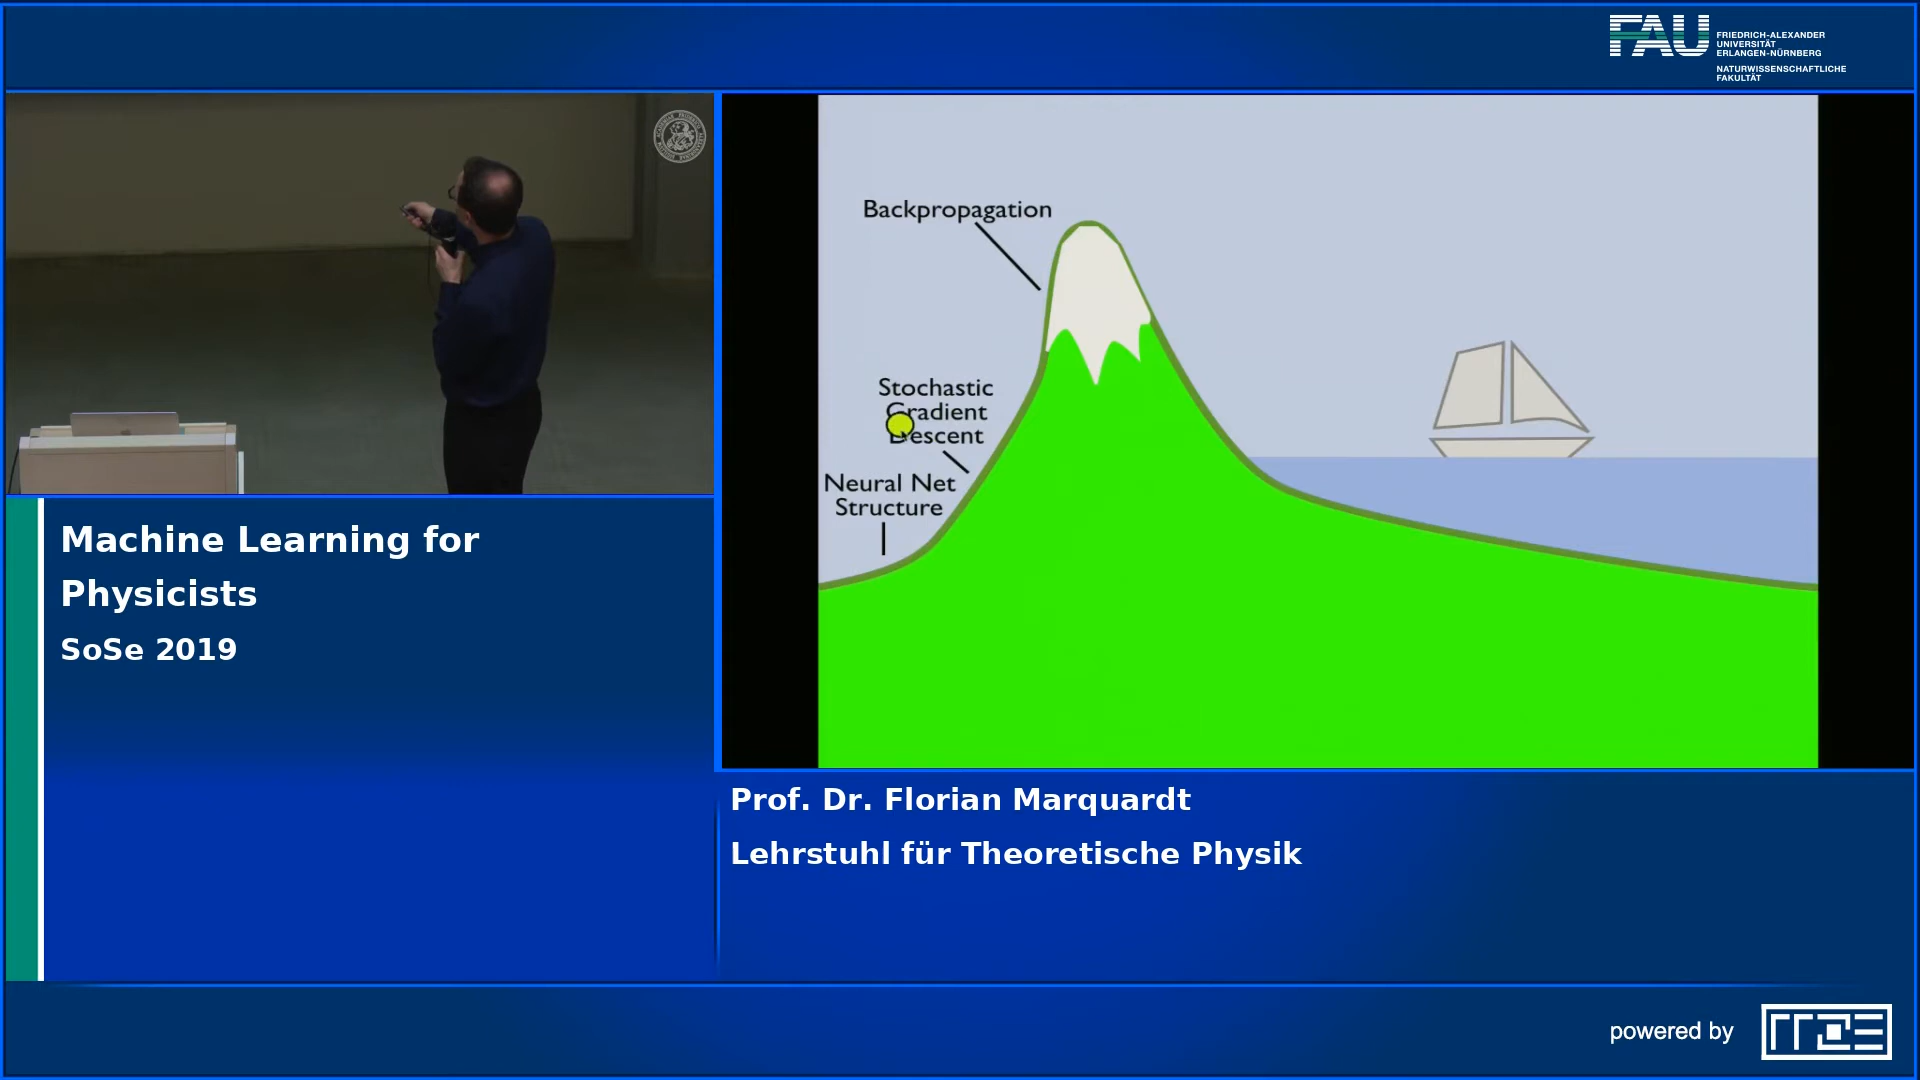 FAU
FRIEDRICH-ALEXANDER
UNIVERSITÄT
ERLANGEN-NÜRNBERG
NATURWISSENSCHAFTLICHE
FAKULTÄT
Backpropagation
Stochastic
Gradient
Descent
Neural Net
Structure
Machine Learning for
Physicists
SoSe 2019
Prof. Dr. Florian Marquardt
Lehrstuhl für Theoretische Physik
powered by